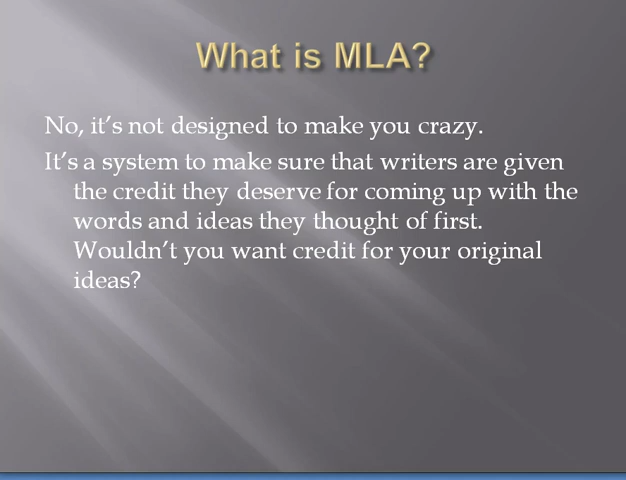 What is MLA?
No, it’s not designed to make you crazy.
It’s a system to make sure that writers are given
the credit they deserve for coming up with the
words and ideas they thought of first.
Wouldn’t you want credit for your original
ideas?